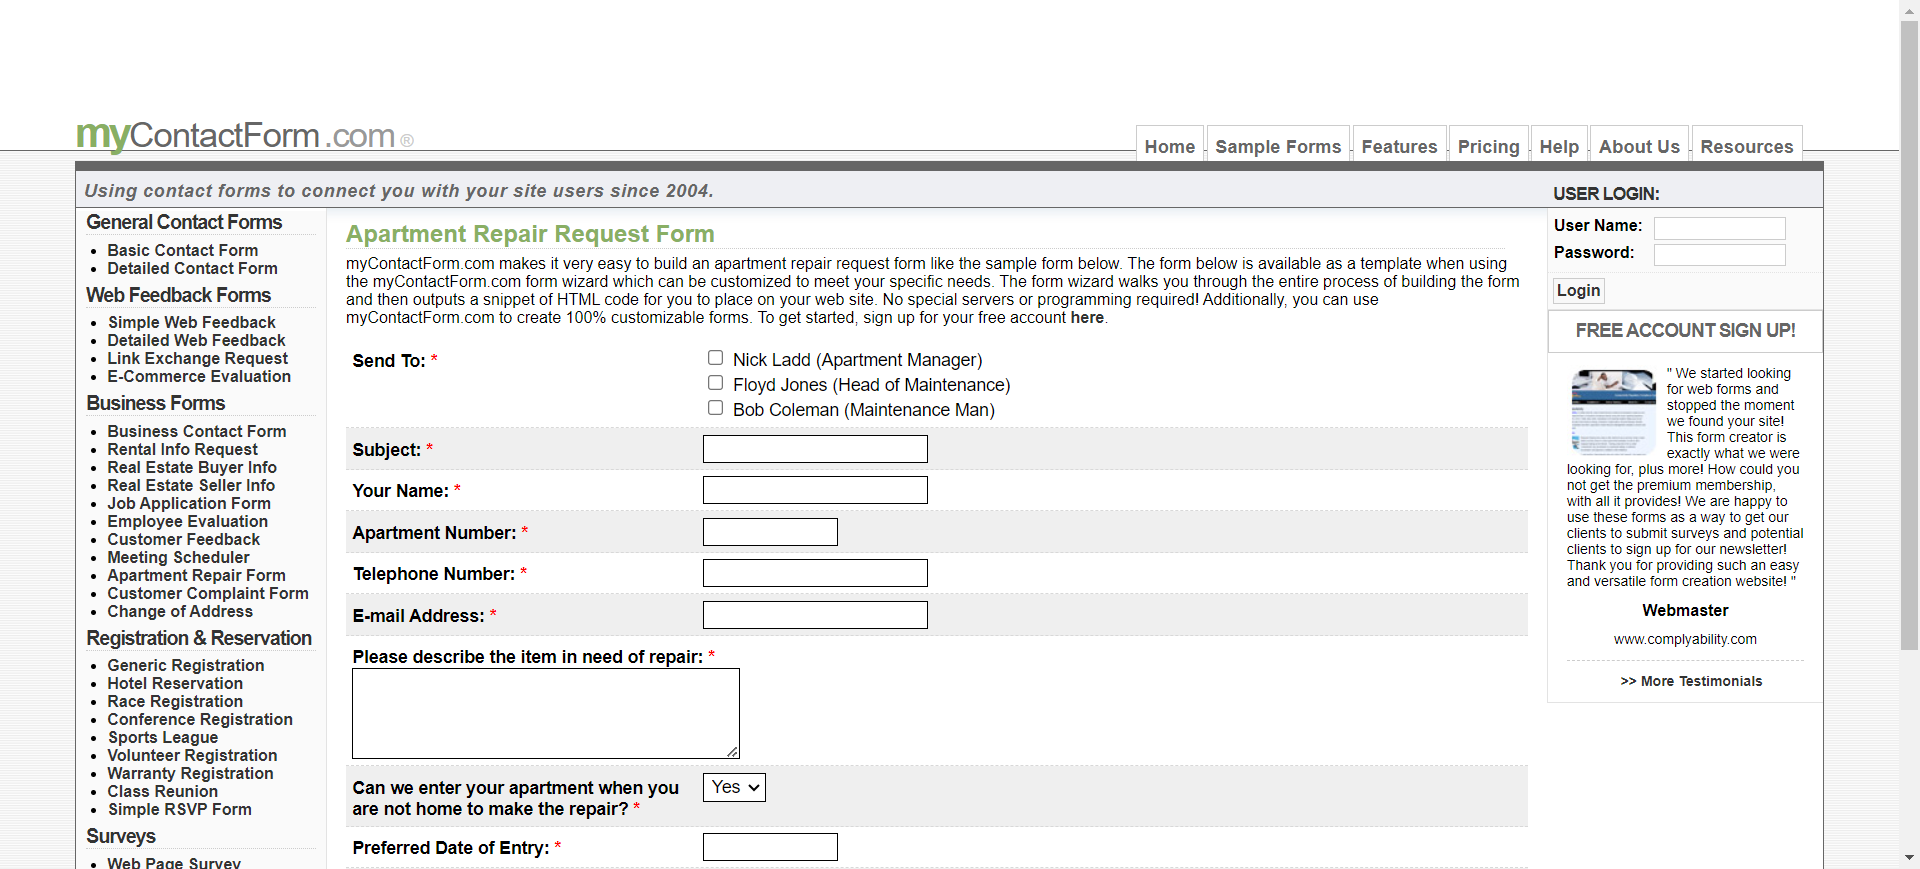 myContactForm.com®
Home
Sample Forms
Features
Pricing
Help
About Us
Resources
Using contact forms to connect you with your site users since 2004.
General Contact Forms
Basic Contact Form
Detailed Contact Form
Web Feedback Forms
Simple Web Feedback
Detailed Web Feedback
Link Exchange Request
E-Commerce Evaluation
Business Forms
Business Contact Form
Rental Info Request
Real Estate Buyer Info
Real Estate Seller Info
Job Application Form
Employee Evaluation
Customer Feedback
Meeting Scheduler
Apartment Repair Form
Customer Complaint Form
Change of Address
Registration & Reservation
Generic Registration
Hotel Reservation
Race Registration
Conference Registration
Sports League
Volunteer Registration
Warranty Registration
Class Reunion
Simple RSVP Form
Surveys
Web Page Survey
Apartment Repair Request Form
myContactForm.com makes it very easy to build an apartment repair request form like the sample form below. The form below is available as a template when using
the myContactForm.com form wizard which can be customized to meet your specific needs. The form wizard walks you through the entire process of building the form
and then outputs a snippet of HTML code for you to place on your web site. No special servers or programming required! Additionally, you can use
myContactForm.com to create 100% customizable forms. To get started, sign up for your free account here.
Send To: *
Nick Ladd (Apartment Manager)
Floyd Jones (Head of Maintenance)
Bob Coleman (Maintenance Man)
Subject: *
Your Name: *
Apartment Number: *
Telephone Number: *
E-mail Address: *
Please describe the item in need of repair: *
Can we enter your apartment when you
are not home to make the repair? *
Yes
Preferred Date of Entry: *
USER LOGIN:
User Name:
Password:
Login
FREE ACCOUNT SIGN UP!
" We started looking
for web forms and
stopped the moment
we found your site!
This form creator is
exactly what we were
looking for, plus more! How could you
not get the premium membership,
with all it provides! We are happy to
use these forms as a way to get our
clients to submit surveys and potential
clients to sign up for our newsletter!
Thank you for providing such an easy
and versatile form creation website! "
Webmaster
www.complyability.com
>> More Testimonials